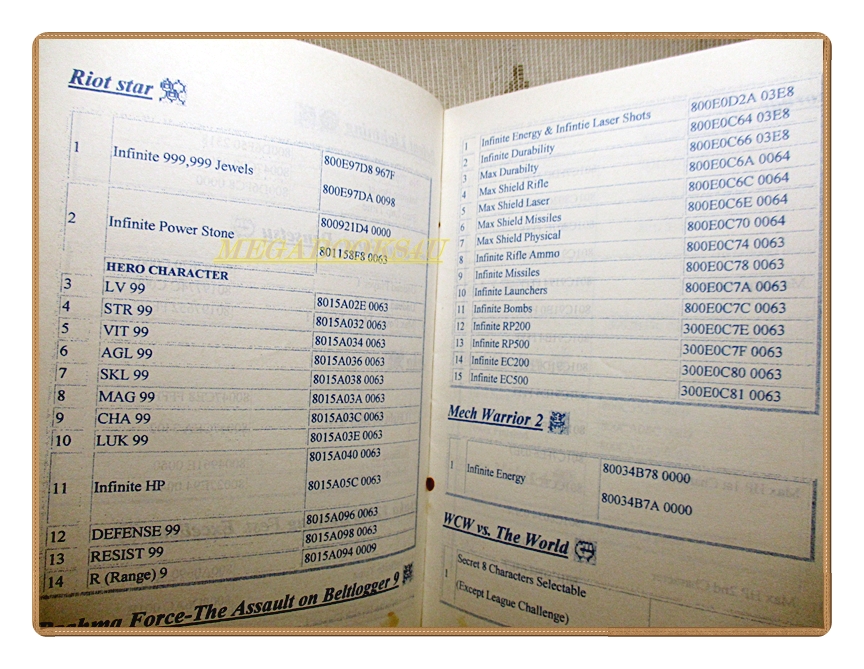 Riot star
1 Infinite 999,999 Jewels 800E97D8 967F
800E97DA 0098
2 Infinite Power Stone 800921D4 0000
801158F8 0063
HERO CHARACTER
3 LV 99 8015A02E 0063
4 STR 99 8015A032 0063
5 VIT 99 8015A034 0063
6 AGL 99 8015A036 0063
7 SKL 99 8015A038 0063
8 MAG 99 8015A03A 0063
9 CHA 99 8015A03C 0063
10 LUK 99 8015A03E 0063
11 Infinite HP 8015A040 0063
8015A05C 0063
12 DEFENSE 99 8015A096 0063
13 RESIST 99 8015A098 0063
14 R (Range) 9 8015A094 0009
Force-The Assault on Beltlogger 9
MEGABOOKS4U
1 Infinite Energy & Infintie Laser Shots 800E0D2A 03E8
2 Infinite Durability 800E0C64 03E8
3 Max Durabilty 800E0C66 03E8
4 Max Shield Rifle 800E0C6A 0064
5 Max Shield Laser 800E0C6C 0064
6 Max Shield Missiles 800E0C6E 0064
7 Max Shield Physical 800E0C70 0064
8 Infinite Rifle Ammo 800E0C74 0063
9 Infinite Missiles 800E0C78 0063
10 Infinite Launchers 800E0C7A 0063
11 Infinite Bombs 800E0C7C 0063
12 Infinite RP200 300E0C7E 0063
13 Infinite RP500 300E0C7F 0063
14 Infinite EC200 300E0C80 0063
15 Infinite EC500 300E0C81 0063
Mech Warrior 2
1 Infinite Energy 80034B78 0000
80034B7A 0000
WCW vs. The World
1 Secret 8 Characters Selectable
(Except League Challenge)